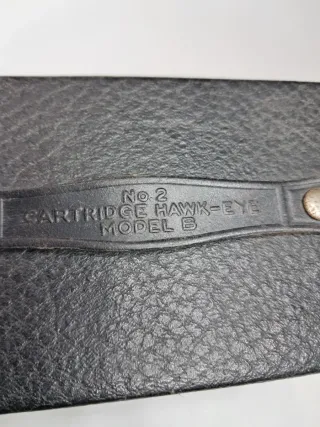 No 2
CARTRIDGE HAWK-EYE
MODEL B